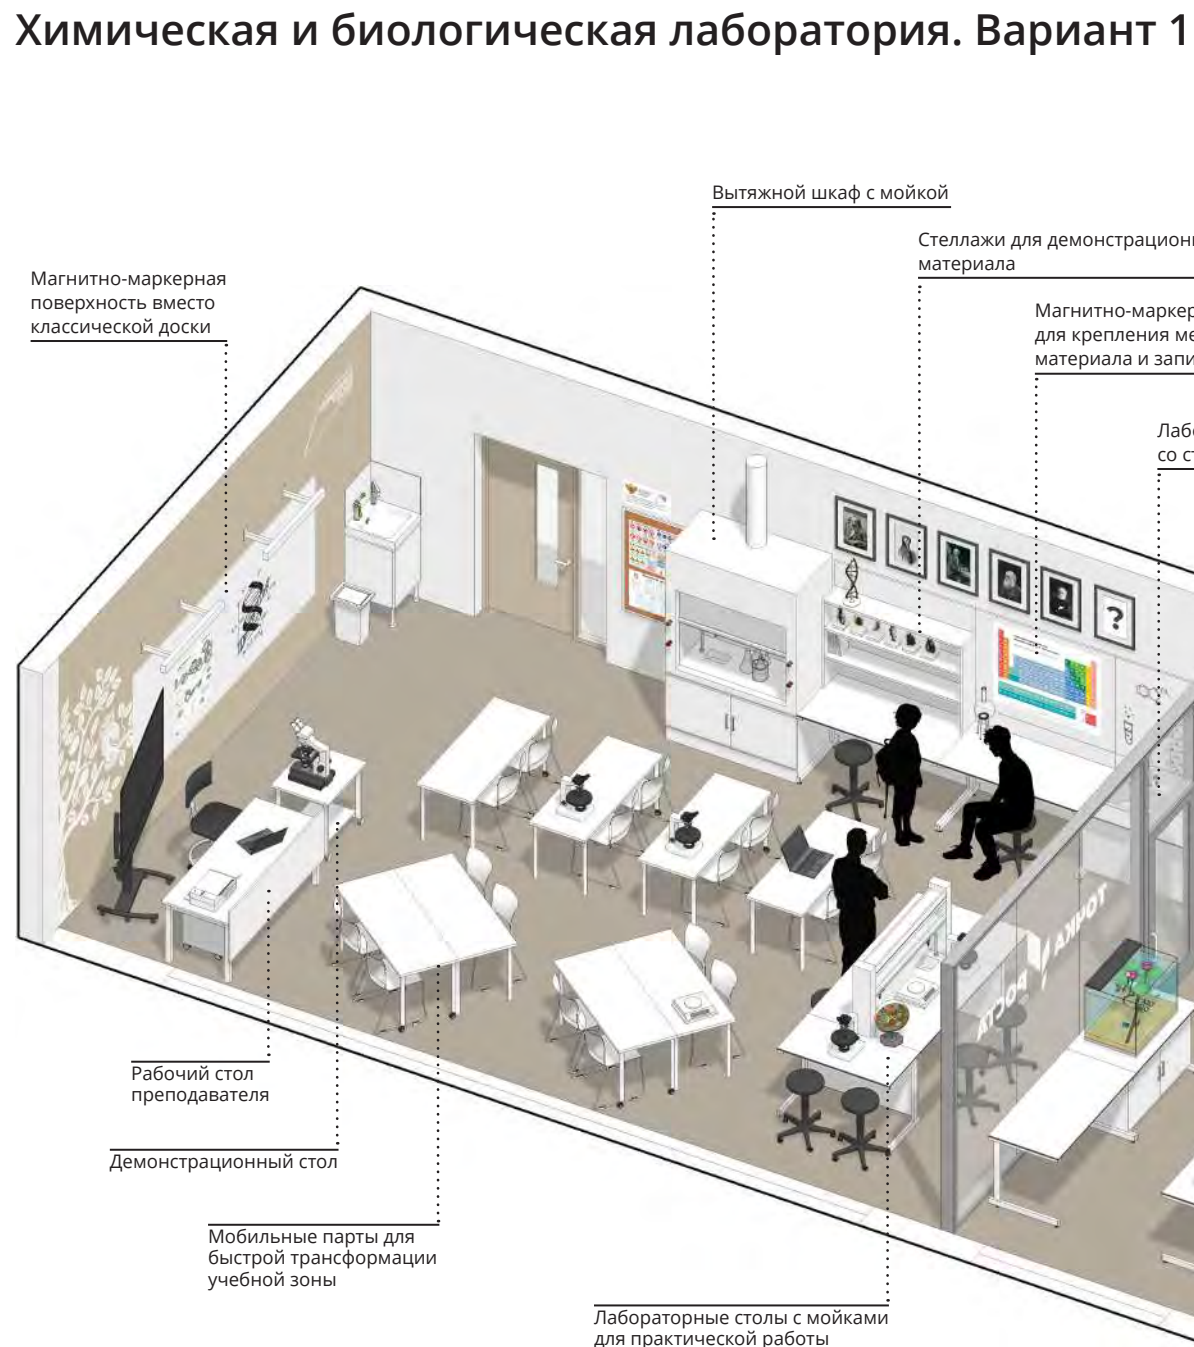 Химическая и биологическая лаборатория. Вариант 1
Вытяжной шкаф с мойкой
Стеллажи для демонстрационн
материала
Магнитно-маркерная
поверхность вместо
классической доски
Магнитно-маркер
для крепления ме
материала и запи
Лаб
со ст
?
ТОЧКА
РОСТА
Рабочий стол
преподавателя
Демонстрационный стол
Мобильные парты для
быстрой трансформации
учебной зоны
Лабораторные столы с мойками
для практической работы